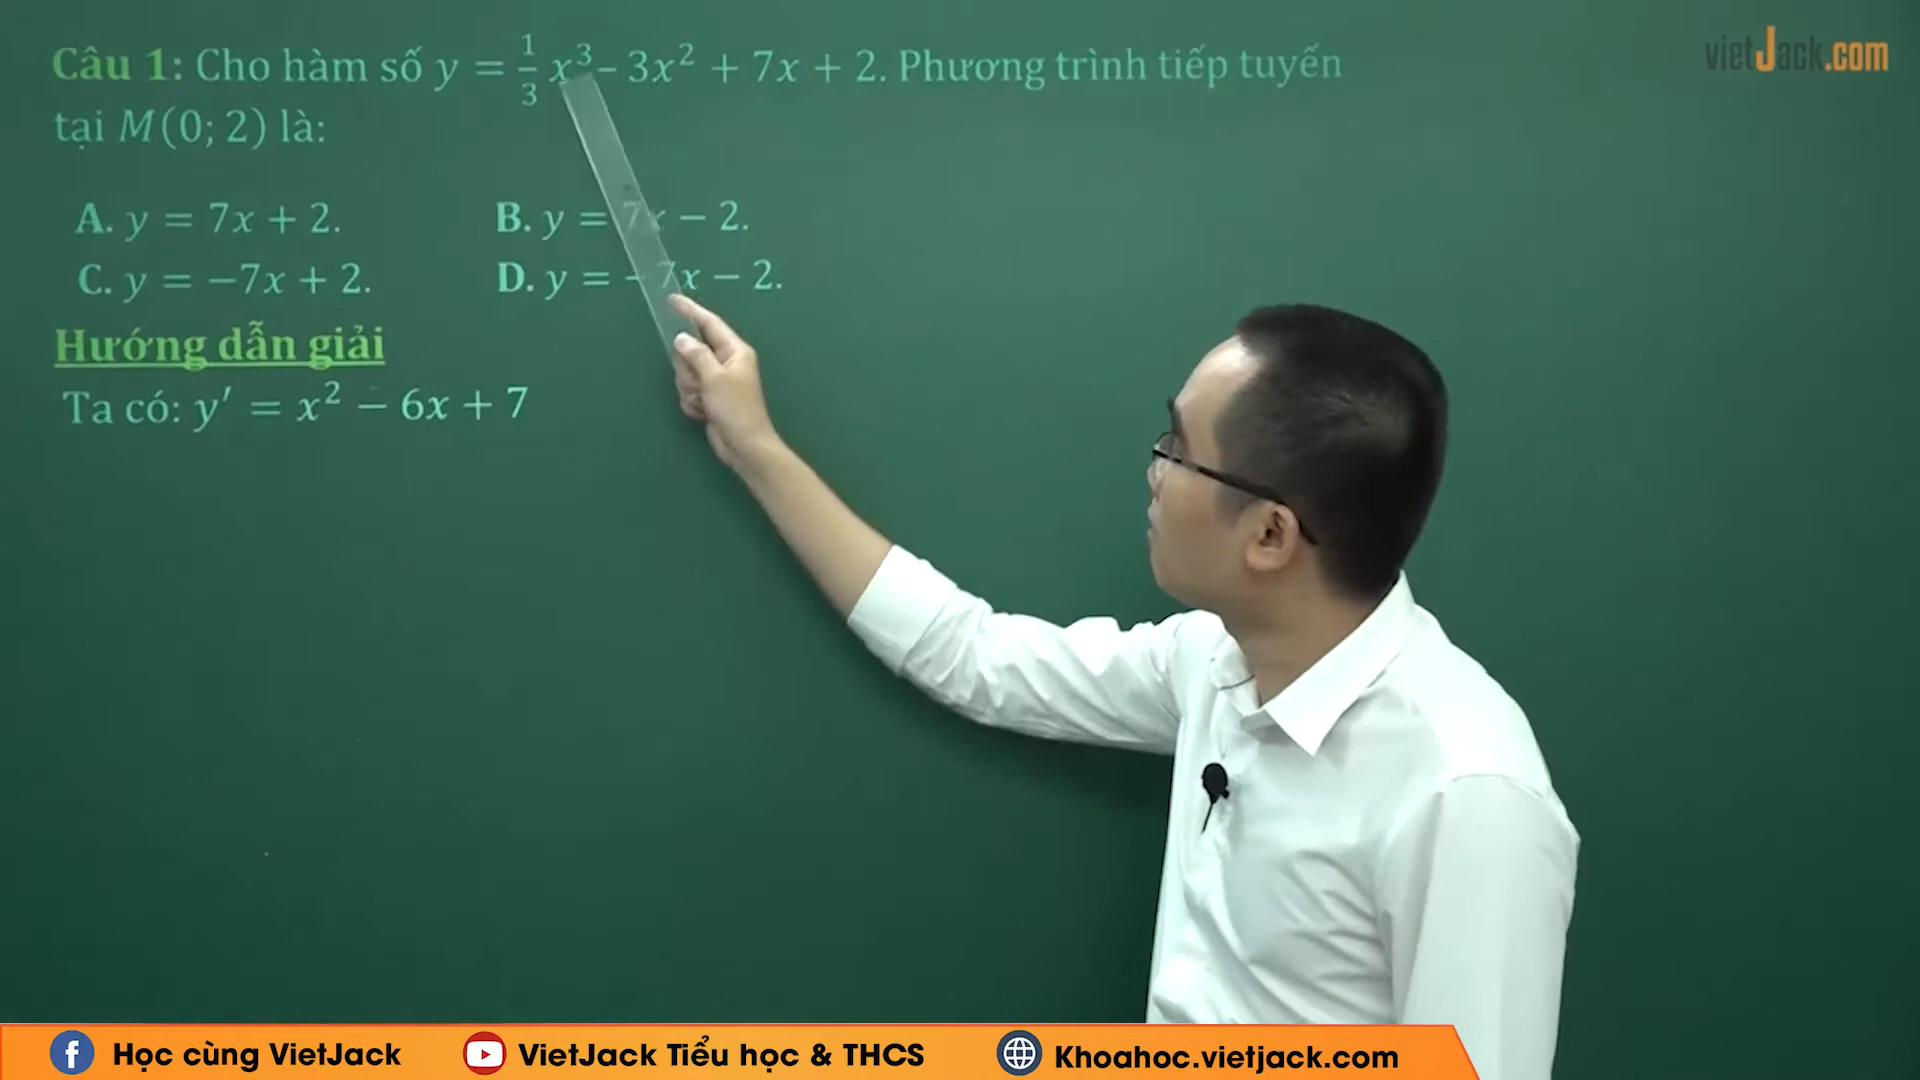 vietJack.com
Câu 1: Cho hàm số y = 1/3 x³ − 3x² + 7x + 2. Phương trình tiếp tuyến
tại M(0; 2) là:
A. y = 7x + 2. B. y = 7x − 2.
C. y = −7x + 2. D. y = −7x − 2.
Hướng dẫn giải
Ta có: y′ = x² − 6x + 7
Học cùng VietJack VietJack Tiểu học & THCS Khoahoc.vietjack.com